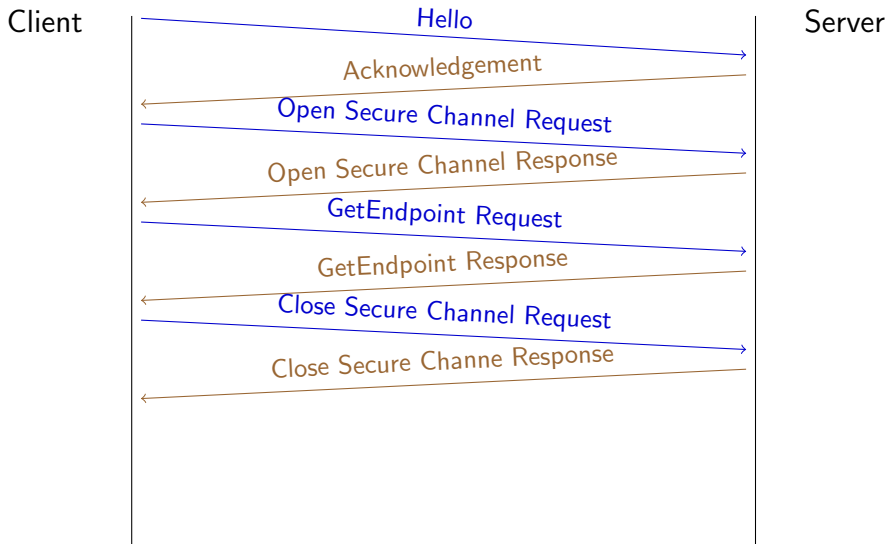 Client
Server
Hello
Acknowledgement
Open Secure Channel Request
Open Secure Channel Response
GetEndpoint Request
GetEndpoint Response
Close Secure Channel Request
Close Secure Channe Response